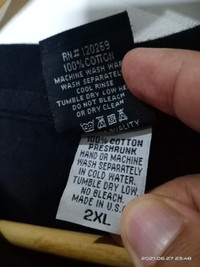 RN# 120269
100% COTTON
MACHINE WASH WARM
WASH SEPARATELY
COOL RINSE
TUMBLE DRY LOW HEAT
DO NOT BLEACH
OR DRY CLEAN
QUALITY
100% COTTON
PRESHRUNK
HAND OR MACHINE
WASH SEPARATELY
IN COLD WATER.
TUMBLE DRY LOW.
NO BLEACH.
MADE IN U.S.
2XL
2021.06.27 23:48